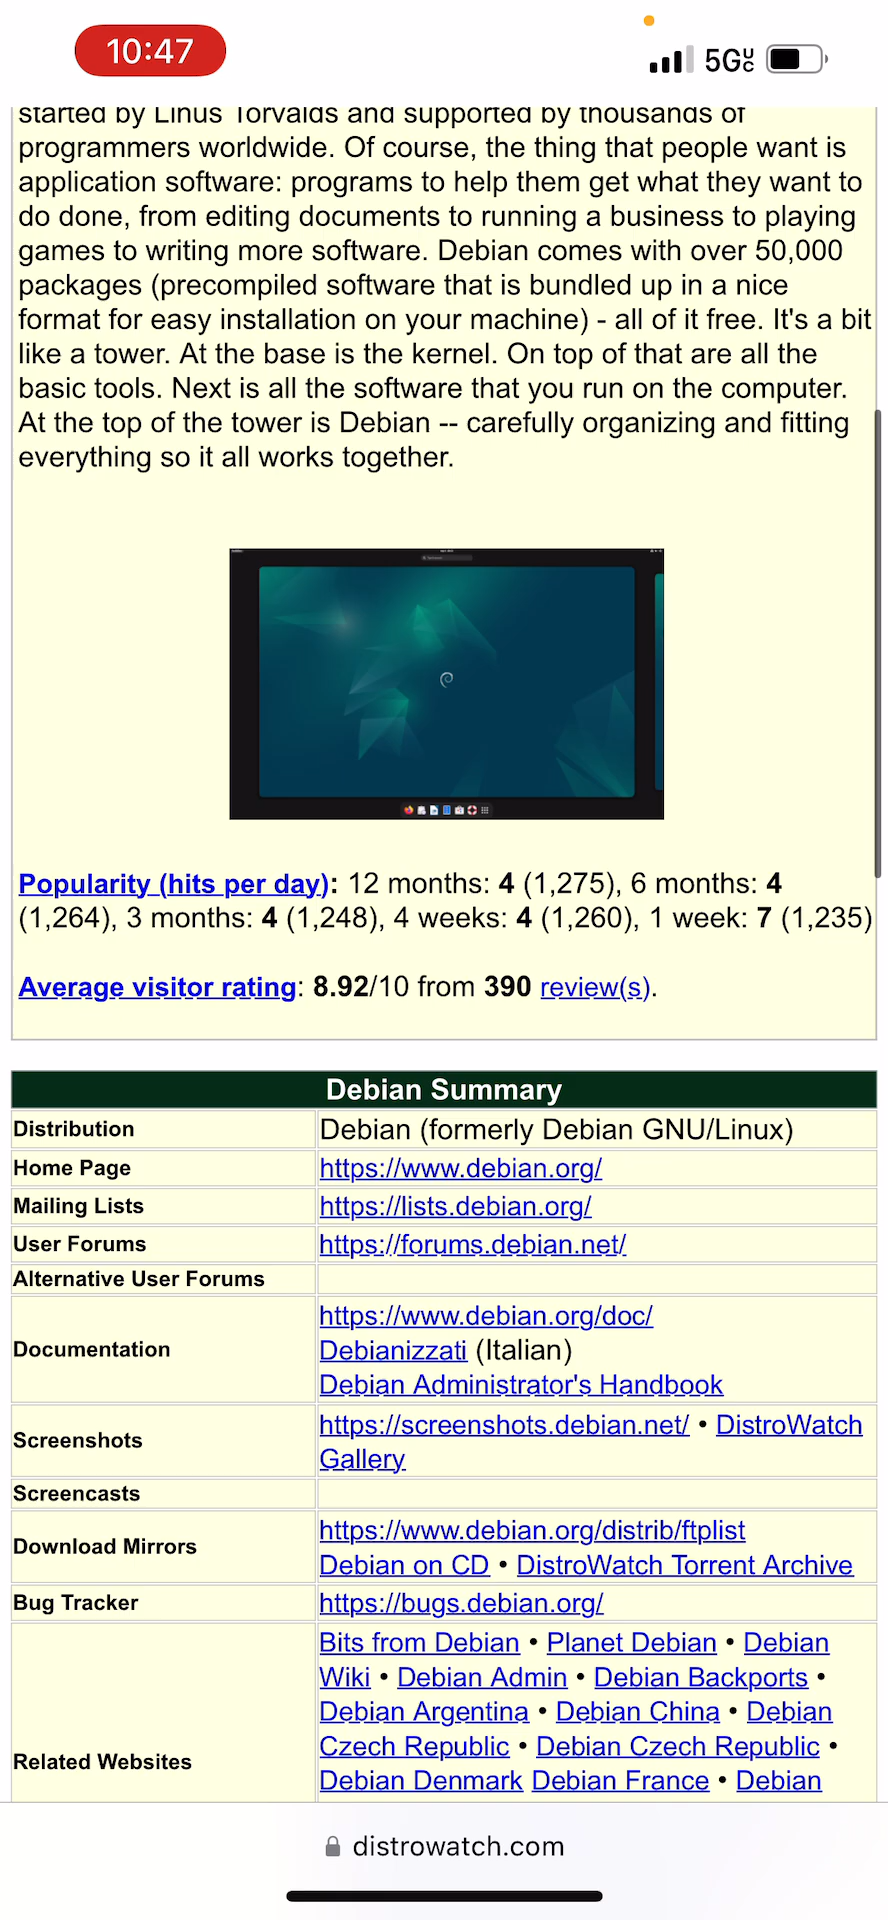 10:47
5G UC
started by Linus Torvalds and supported by thousands of
programmers worldwide. Of course, the thing that people want is
application software: programs to help them get what they want to
do done, from editing documents to running a business to playing
games to writing more software. Debian comes with over 50,000
packages (precompiled software that is bundled up in a nice
format for easy installation on your machine) - all of it free. It's a bit
like a tower. At the base is the kernel. On top of that are all the
basic tools. Next is all the software that you run on the computer.
At the top of the tower is Debian -- carefully organizing and fitting
everything so it all works together.
Popularity (hits per day): 12 months: 4 (1,275), 6 months: 4
(1,264), 3 months: 4 (1,248), 4 weeks: 4 (1,260), 1 week: 7 (1,235)
Average visitor rating: 8.92/10 from 390 review(s).
Debian Summary
Distribution Debian (formerly Debian GNU/Linux)
Home Page https://www.debian.org/
Mailing Lists https://lists.debian.org/
User Forums https://forums.debian.net/
Alternative User Forums
Documentation https://www.debian.org/doc/
Debianizzati (Italian)
Debian Administrator's Handbook
Screenshots https://screenshots.debian.net/ • DistroWatch
Gallery
Screencasts
Download Mirrors https://www.debian.org/distrib/ftplist
Debian on CD • DistroWatch Torrent Archive
Bug Tracker https://bugs.debian.org/
Related Websites Bits from Debian • Planet Debian • Debian
Wiki • Debian Admin • Debian Backports •
Debian Argentina • Debian China • Debian
Czech Republic • Debian Czech Republic •
Debian Denmark Debian France • Debian
distrowatch.com